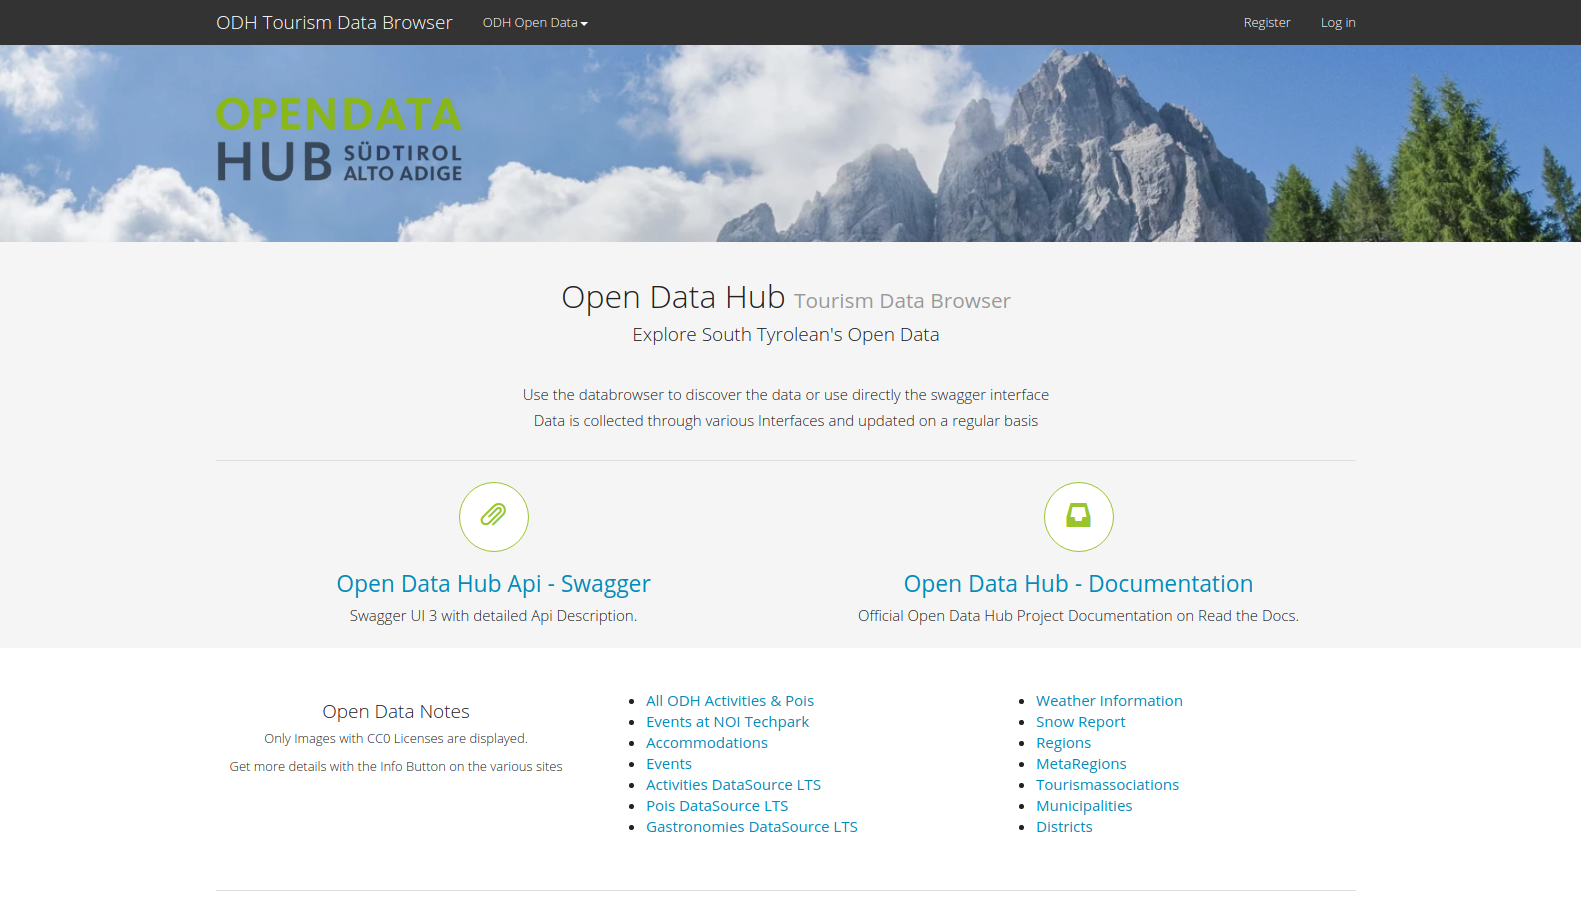 ODH Tourism Data Browser
ODH Open Data
Register
Log in
OPENDATA
HUB SÜDTIROL
ALTO ADIGE
Open Data Hub Tourism Data Browser
Explore South Tyrolean's Open Data
Use the databrowser to discover the data or use directly the swagger interface
Data is collected through various Interfaces and updated on a regular basis
Open Data Hub Api - Swagger
Swagger UI 3 with detailed Api Description.
Open Data Hub - Documentation
Official Open Data Hub Project Documentation on Read the Docs.
Open Data Notes
Only Images with CC0 Licenses are displayed.
Get more details with the Info Button on the various sites
All ODH Activities & Pois
Events at NOI Techpark
Accommodations
Events
Activities DataSource LTS
Pois DataSource LTS
Gastronomies DataSource LTS
Weather Information
Snow Report
Regions
MetaRegions
Tourismassociations
Municipalities
Districts